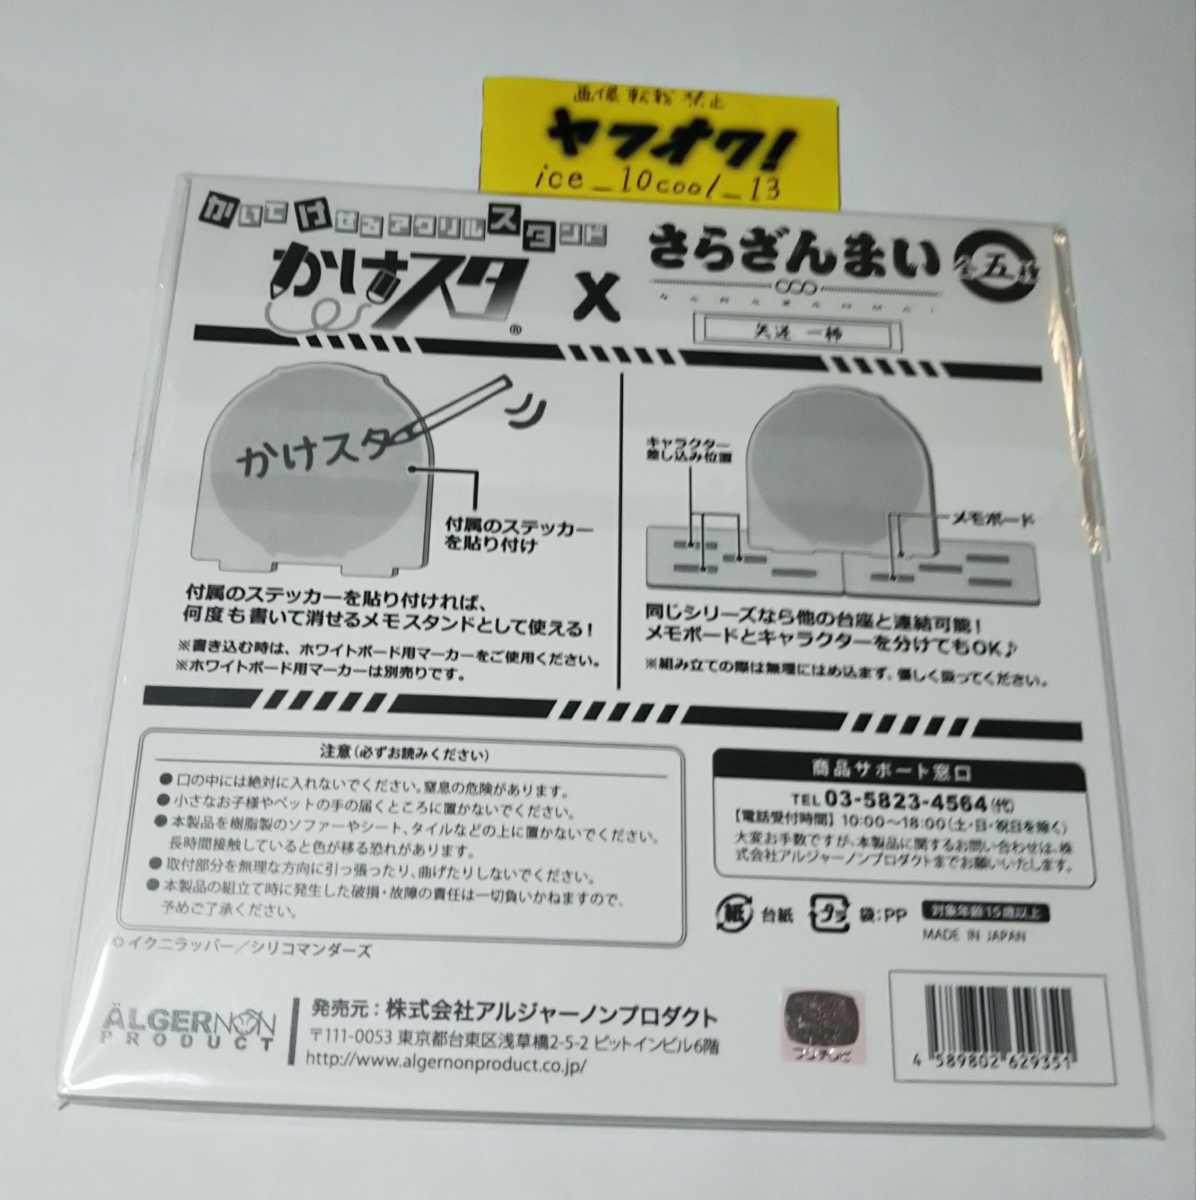 画像転載禁止
ヤフオク!
ice_10cool_13
かいてけせるアクリルスタンド
かけスタ®
×
さらざんまい
全五種
矢逆 一稀
かけスタ
付属のステッカー
を貼り付け
付属のステッカーを貼り付ければ、
何度も書いて消せるメモスタンドとして使える!
※書き込む時は、ホワイトボード用マーカーをご使用ください。
※ホワイトボード用マーカーは別売りです。
キャラクター
差し込み位置
メモボード
同じシリーズなら他の台座と連結可能!
メモボードとキャラクターを分けてもOK♪
※組み立ての際は無理にはめ込まず、優しく扱ってください。
注意(必ずお読みください)
●口の中には絶対に入れないでください。窒息の危険があります。
●小さなお子様やペットの手の届くところに置かないでください。
●本製品を樹脂製のソファーやシート、タイルなどの上に置かないでください。
長時間接触していると色が移る恐れがあります。
●取付部分を無理な方向に引っ張ったり、曲げたりしないでください。
●本製品の組立て時に発生した破損・故障の責任は一切負いかねますので、
予めご了承ください。
©イクニラッパー/シリコマンダーズ
商品サポート窓口
TEL 03-5823-4564(代)
【電話受付時間】10:00〜18:00(土・日・祝日を除く)
大変お手数ですが、本製品に関するお問い合わせは、株
式会社アルジャーノンプロダクトまでお願いいたします。
紙 台紙 プラ 袋:PP 対象年齢15歳以上
MADE IN JAPAN
ALGERNON
PRODUCT
発売元:株式会社アルジャーノンプロダクト
〒111-0053 東京都台東区浅草橋2-5-2 ビットインビル6階
http://www.algernonproduct.co.jp/
フジテレビ
4 589802 629351